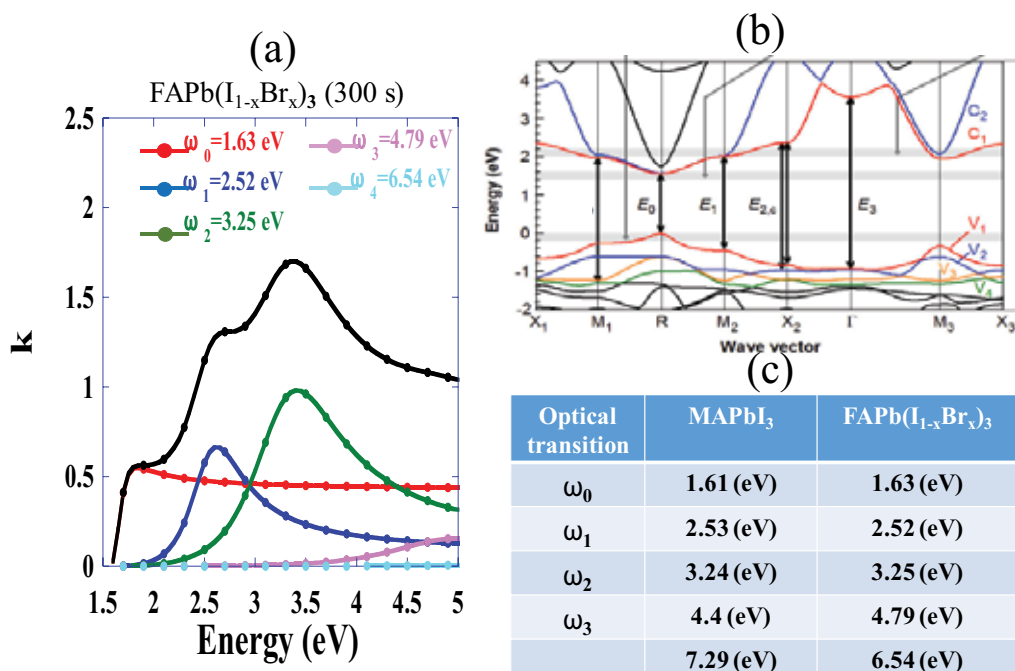 (a)
FAPb(I₁₋ₓBrₓ)₃ (300 s)
ω₀=1.63 eV
ω₁=2.52 eV
ω₂=3.25 eV
ω₃=4.79 eV
ω₄=6.54 eV
2.5
2
1.5
1
0.5
0
k
1.5 2 2.5 3 3.5 4 4.5 5
Energy (eV)
(b)
4
3
2
1
0
-1
-2
Energy (eV)
C₂
C₁
E₀
E₁
E₃
V₁
V₂
V₃
V₄
X₁ M₁ R M₂ X₂ Γ M₃ X₃
Wave vector
(c)
Optical transition MAPbI₃ FAPb(I₁₋ₓBrₓ)₃
ω₀ 1.61 (eV) 1.63 (eV)
ω₁ 2.53 (eV) 2.52 (eV)
ω₂ 3.24 (eV) 3.25 (eV)
ω₃ 4.4 (eV) 4.79 (eV)
7.29 (eV) 6.54 (eV)